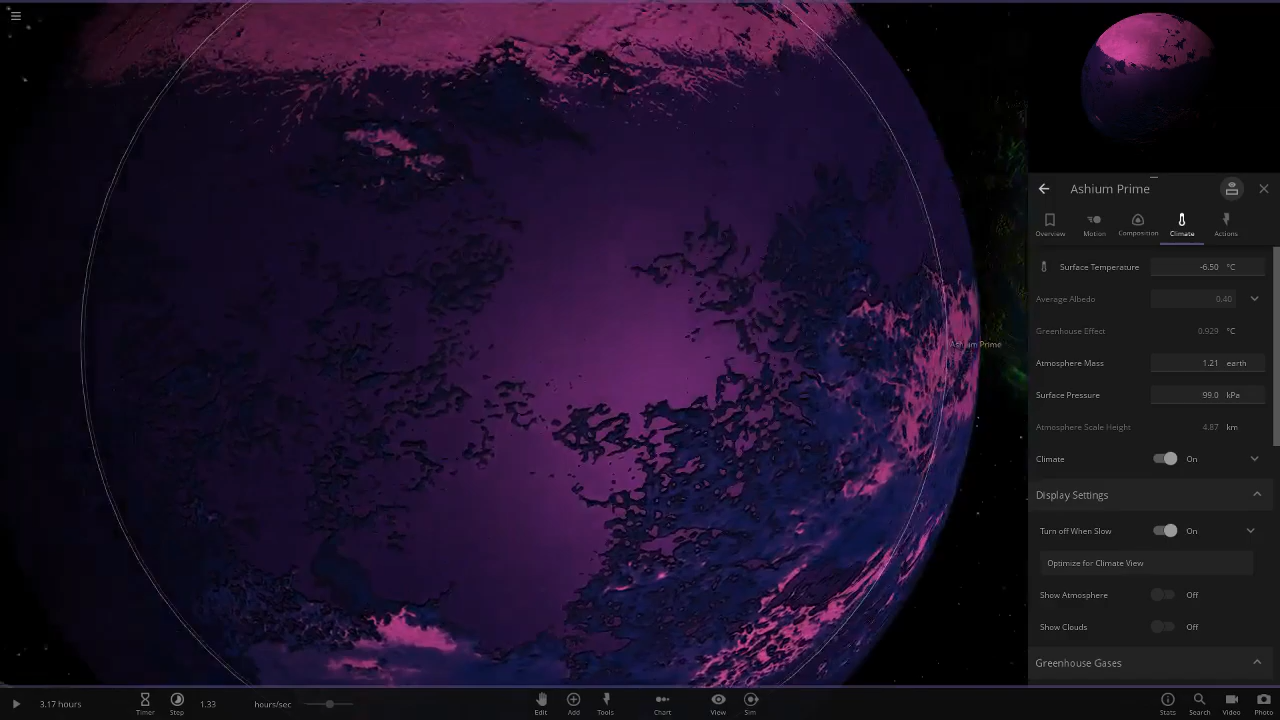 Ashium Prime
Overview Motion Composition Climate Actions
Surface Temperature -6.50 °C
Average Albedo 0.40
Greenhouse Effect 0.929 °C
Ashium Prime
Atmosphere Mass 1.21 earth
Surface Pressure 99.0 kPa
Atmosphere Scale Height 4.87 km
Climate On
Display Settings
Turn off When Slow On
Optimize for Climate View
Show Atmosphere Off
Show Clouds Off
Greenhouse Gases
3.17 hours Timer Step 1.33 hours/sec Edit Add Tools Chart View Sim Stats Search Video Photo